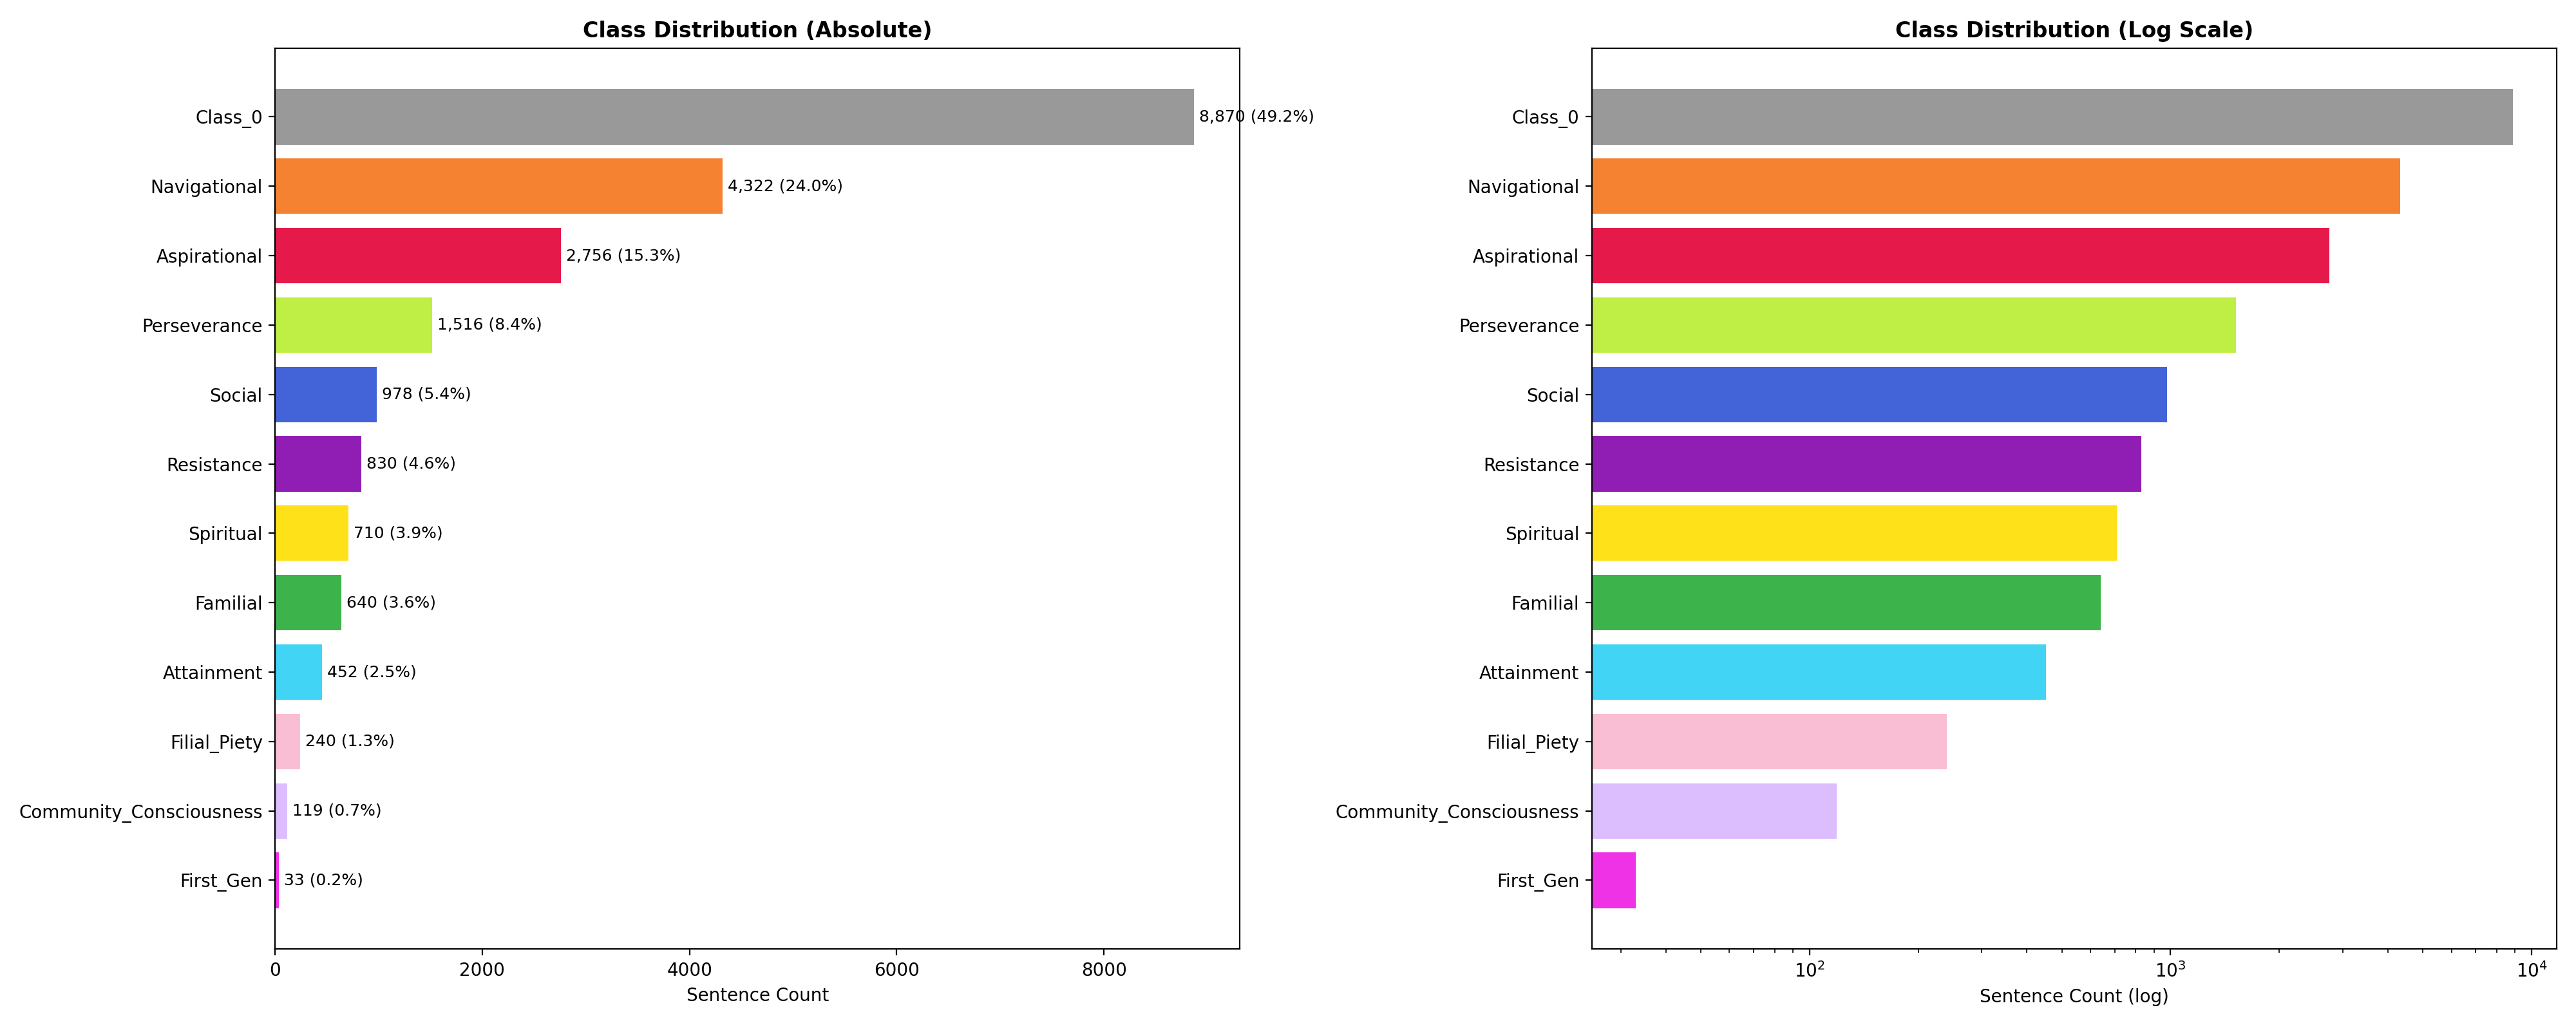 Class Distribution (Absolute)
Class_0
8,870 (49.2%)
Navigational
4,322 (24.0%)
Aspirational
2,756 (15.3%)
Perseverance
1,516 (8.4%)
Social
978 (5.4%)
Resistance
830 (4.6%)
Spiritual
710 (3.9%)
Familial
640 (3.6%)
Attainment
452 (2.5%)
Filial_Piety
240 (1.3%)
Community_Consciousness
119 (0.7%)
First_Gen
33 (0.2%)
0 2000 4000 6000 8000
Sentence Count
Class Distribution (Log Scale)
Class_0
Navigational
Aspirational
Perseverance
Social
Resistance
Spiritual
Familial
Attainment
Filial_Piety
Community_Consciousness
First_Gen
10² 10³ 10⁴
Sentence Count (log)